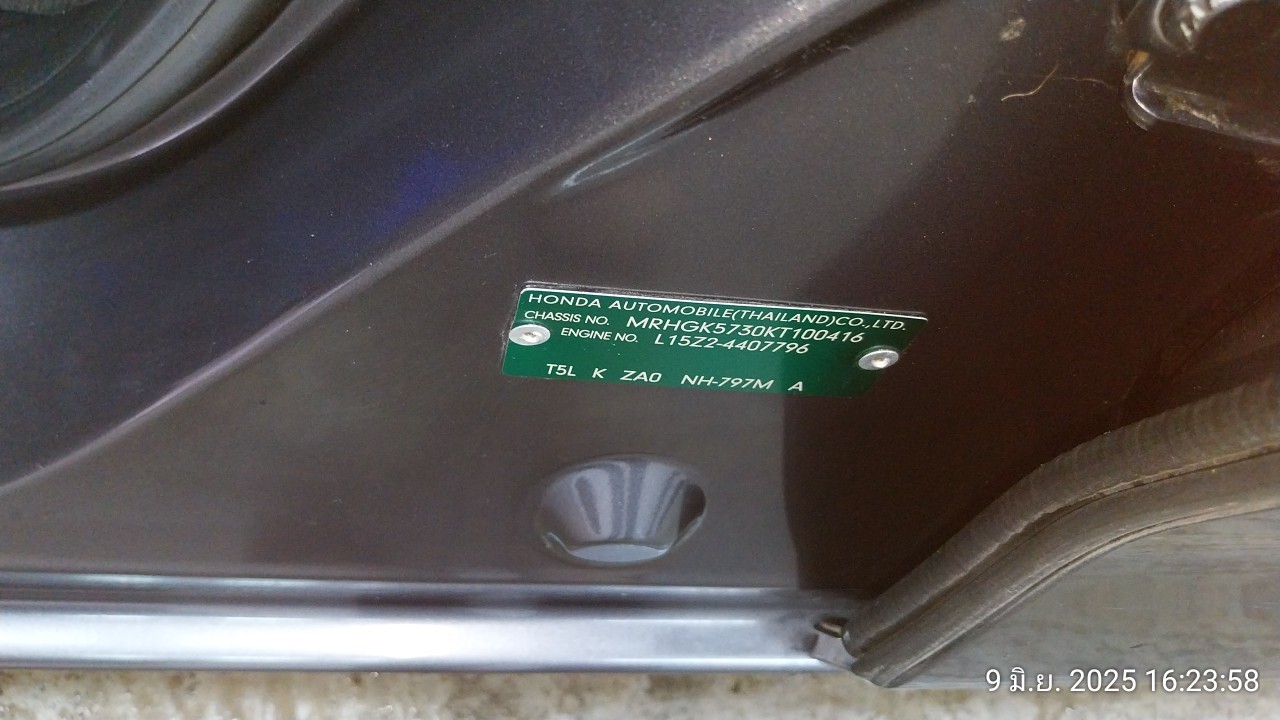 HONDA AUTOMOBILE(THAILAND)CO.,LTD.
CHASSIS NO. MRHGK5730KT100416
ENGINE NO. L15Z2-4407796
T5L K ZA0 NH-797M A
9 มิ.ย. 2025 16:23:58